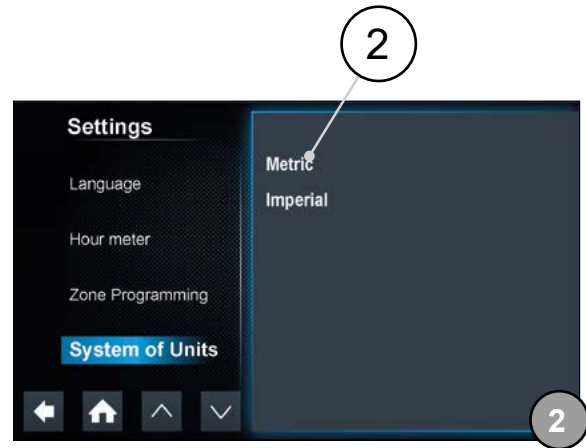 2
Settings
Language
Hour meter
Zone Programming
System of Units
Metric
Imperial
2